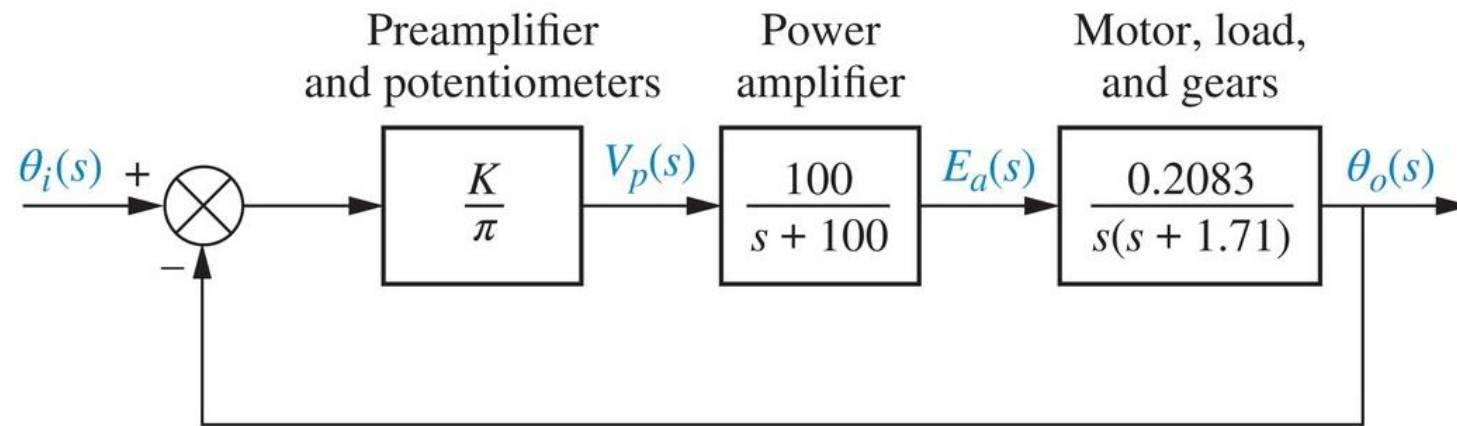 Preamplifier
and potentiometers
Power
amplifier
Motor, load,
and gears
θi(s)
+
−
K
π
Vp(s)
100
s + 100
Ea(s)
0.2083
s(s + 1.71)
θo(s)